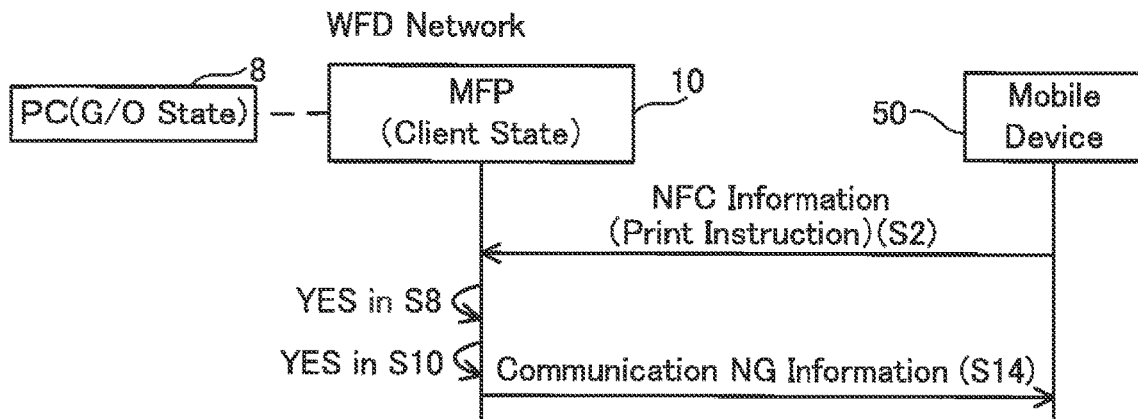 WFD Network
8
PC(G/O State)
MFP
(Client State)
10
50
Mobile
Device
NFC Information
(Print Instruction)(S2)
YES in S8
YES in S10
Communication NG Information (S14)